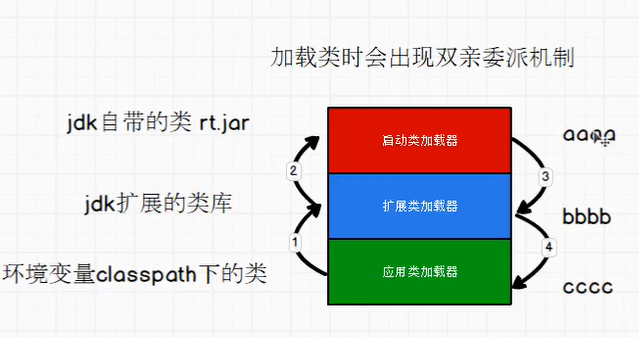 加载类时会出现双亲委派机制
jdk自带的类 rt.jar
启动类加载器
aaaa
2
3
jdk扩展的类库
扩展类加载器
bbbb
1
4
环境变量classpath下的类
应用类加载器
cccc